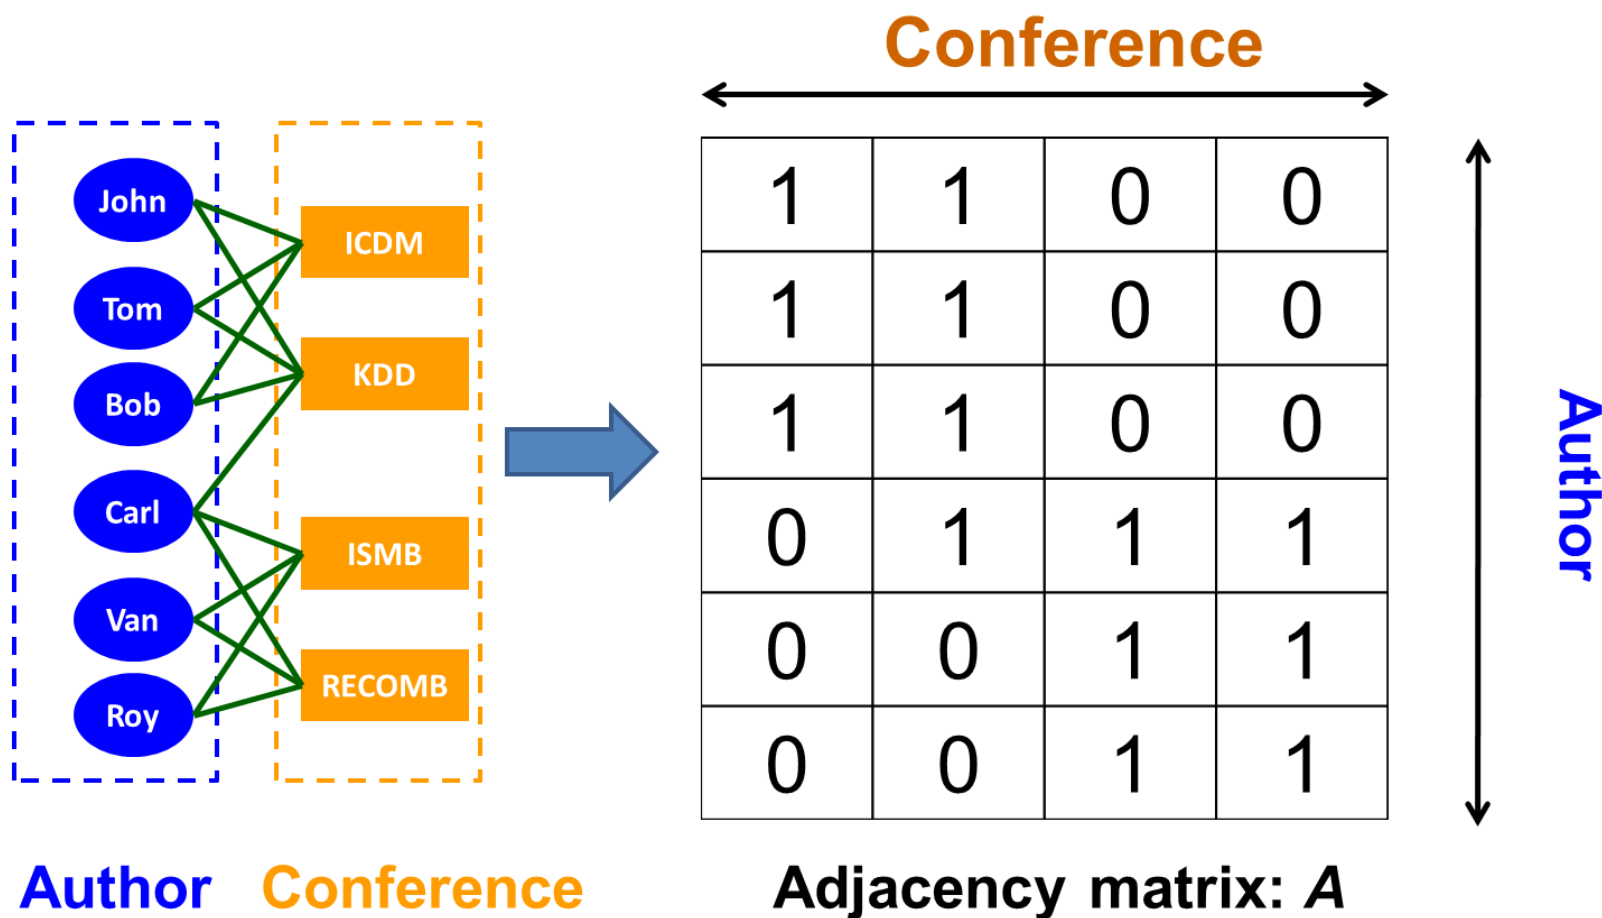 Conference
John
Tom
Bob
Carl
Van
Roy
ICDM
KDD
ISMB
RECOMB
1 1 0 0
1 1 0 0
1 1 0 0
0 1 1 1
0 0 1 1
0 0 1 1
Author
Author Conference
Adjacency matrix: A